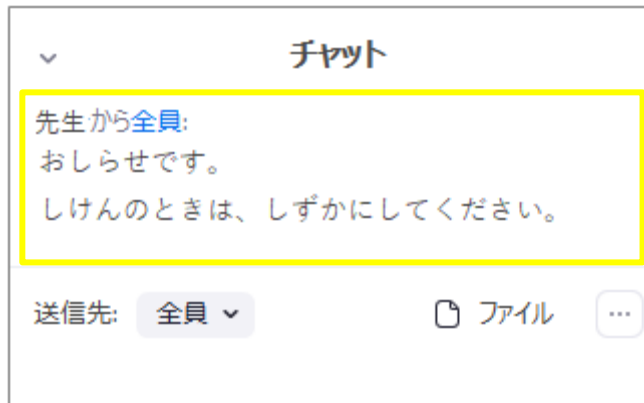 チャット
先生から全員:
おしらせです。
しけんのときは、しずかにしてください。
送信先: 全員 ファイル ...